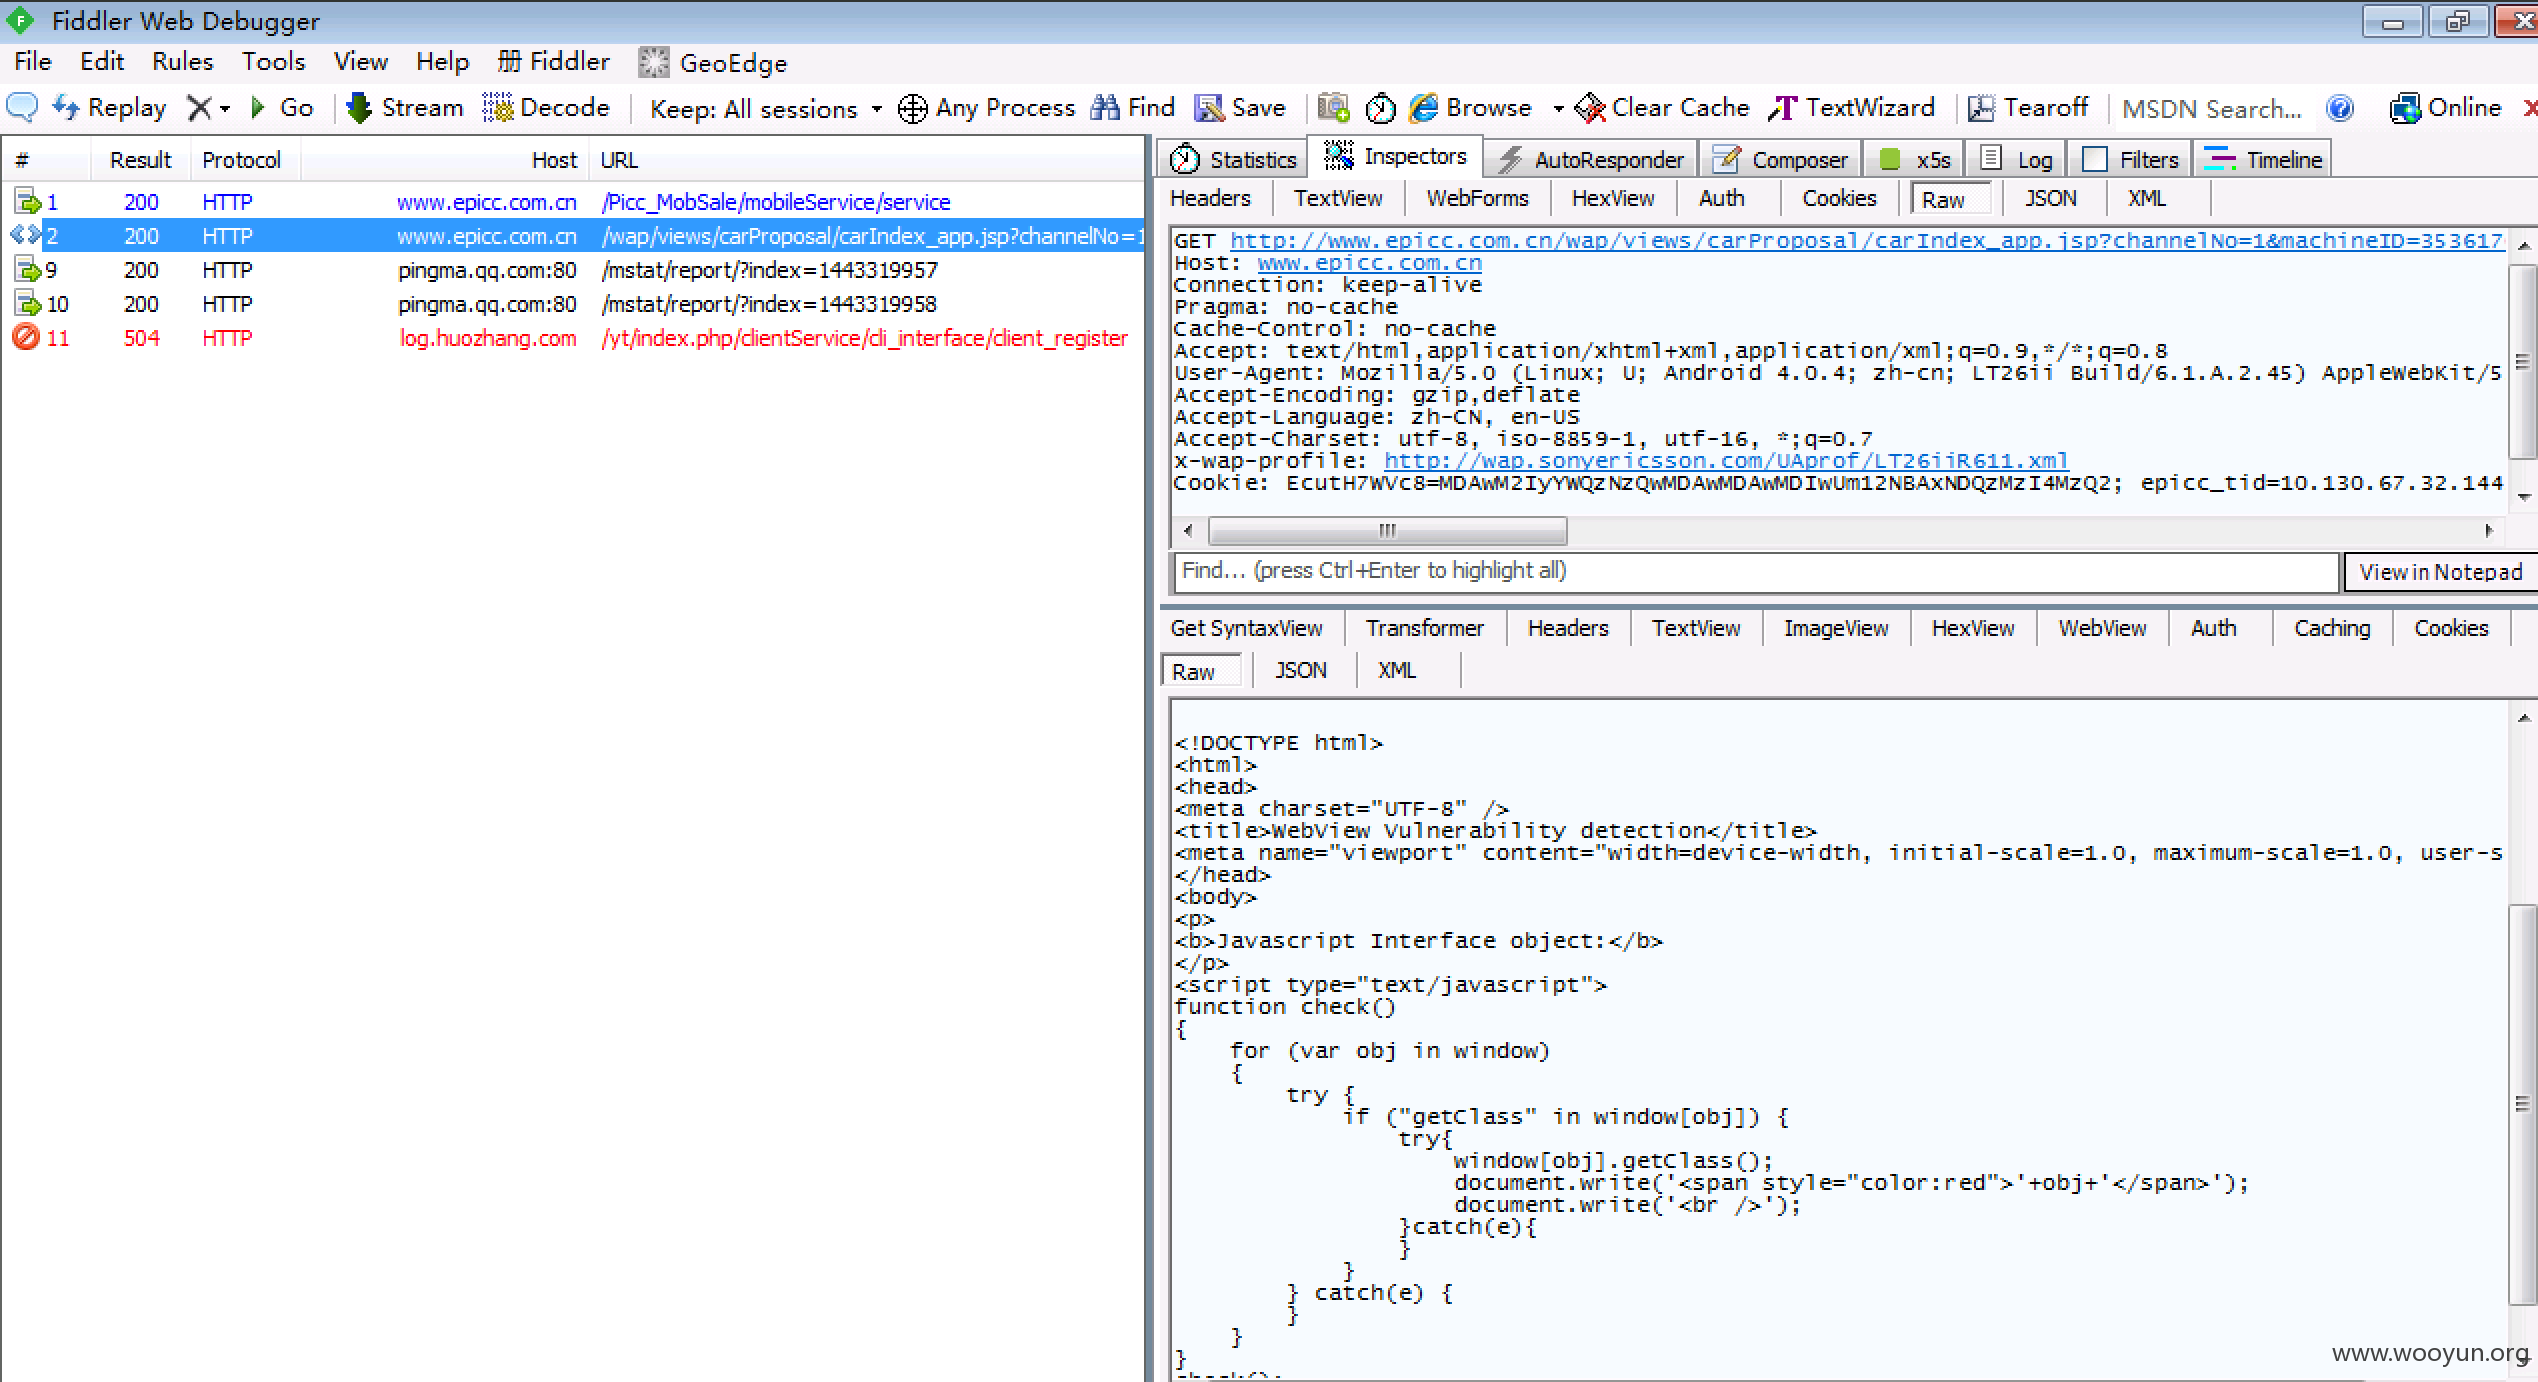 Fiddler Web Debugger
File Edit Rules Tools View Help 册 Fiddler GeoEdge
Replay Go Stream Decode Keep: All sessions Any Process Find Save Browse Clear Cache TextWizard Tearoff MSDN Search... Online
# Result Protocol Host URL
1 200 HTTP www.epicc.com.cn /Picc_MobSale/mobileService/service
2 200 HTTP www.epicc.com.cn /wap/views/carProposal/carIndex_app.jsp?channelNo=1
9 200 HTTP pingma.qq.com:80 /mstat/report/?index=1443319957
10 200 HTTP pingma.qq.com:80 /mstat/report/?index=1443319958
11 504 HTTP log.huozhang.com /yt/index.php/clientService/cli_interface/client_register
Statistics Inspectors AutoResponder Composer x5s Log Filters Timeline
Headers TextView WebForms HexView Auth Cookies Raw JSON XML
GET http://www.epicc.com.cn/wap/views/carProposal/carIndex_app.jsp?channelNo=1&machineID=353617
Host: www.epicc.com.cn
Connection: keep-alive
Pragma: no-cache
Cache-Control: no-cache
Accept: text/html,application/xhtml+xml,application/xml;q=0.9,*/*;q=0.8
User-Agent: Mozilla/5.0 (Linux; U; Android 4.0.4; zh-cn; LT26ii Build/6.1.A.2.45) AppleWebKit/5
Accept-Encoding: gzip,deflate
Accept-Language: zh-CN, en-US
Accept-Charset: utf-8, iso-8859-1, utf-16, *;q=0.7
x-wap-profile: http://wap.sonyericsson.com/UAprof/LT26iiR611.xml
Cookie: EcutH7WVc8=MDAwM2IyYWQzNzQwMDAwMDAwMDIwUm12NBAxNDQzMzI4MzQ2; epicc_tid=10.130.67.32.144
Find... (press Ctrl+Enter to highlight all)
View in Notepad
Get SyntaxView Transformer Headers TextView ImageView HexView WebView Auth Caching Cookies
Raw JSON XML
<!DOCTYPE html>
<html>
<head>
<meta charset="UTF-8" />
<title>WebView Vulnerability detection</title>
<meta name="viewport" content="width=device-width, initial-scale=1.0, maximum-scale=1.0, user-s
</head>
<body>
<p>
<b>Javascript Interface object:</b>
</p>
<script type="text/javascript">
function check()
{
for (var obj in window)
{
try {
if ("getClass" in window[obj]) {
try{
window[obj].getClass();
document.write('<span style="color:red">'+obj+'</span>');
document.write('<br />');
}catch(e){
}
}
} catch(e) {
}
}
}
check();
www.wooyun.org